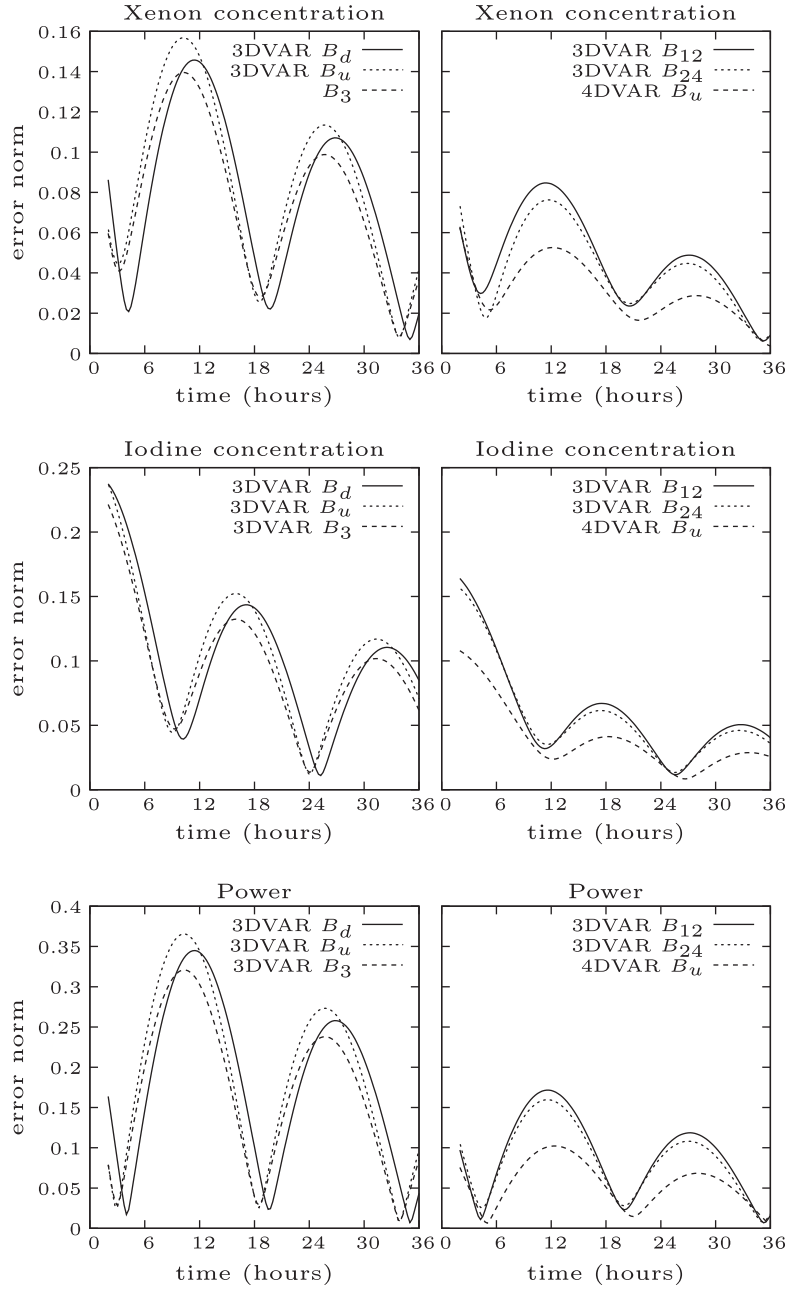 Xenon concentration
error norm
0.16
0.14
0.12
0.1
0.08
0.06
0.04
0.02
0
3DVAR B_d
3DVAR B_u
B_3
0 6 12 18 24 30 36
time (hours)
Xenon concentration
3DVAR B_12
3DVAR B_24
4DVAR B_u
0 6 12 18 24 30 36
time (hours)
Iodine concentration
error norm
0.25
0.2
0.15
0.1
0.05
0
3DVAR B_d
3DVAR B_u
3DVAR B_3
0 6 12 18 24 30 36
time (hours)
Iodine concentration
3DVAR B_12
3DVAR B_24
4DVAR B_u
0 6 12 18 24 30 36
time (hours)
Power
error norm
0.4
0.35
0.3
0.25
0.2
0.15
0.1
0.05
0
3DVAR B_d
3DVAR B_u
3DVAR B_3
0 6 12 18 24 30 36
time (hours)
Power
3DVAR B_12
3DVAR B_24
4DVAR B_u
0 6 12 18 24 30 36
time (hours)